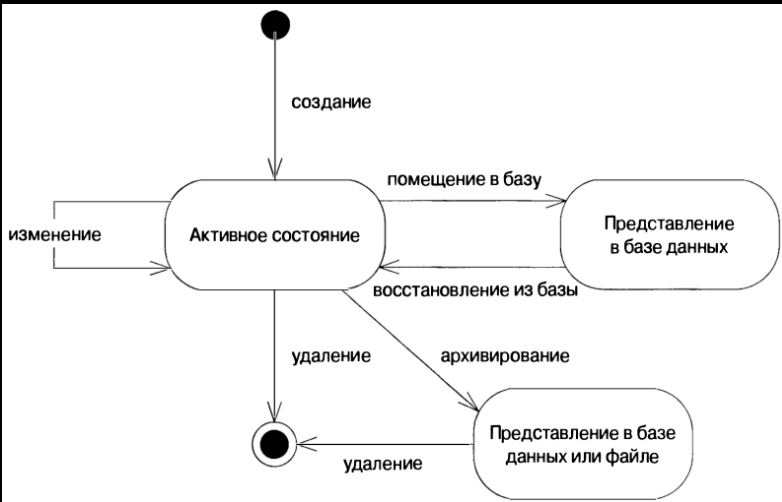 создание
помещение в базу
изменение
Активное состояние
Представление
в базе данных
восстановление из базы
удаление
архивирование
Представление в базе
данных или файле
удаление